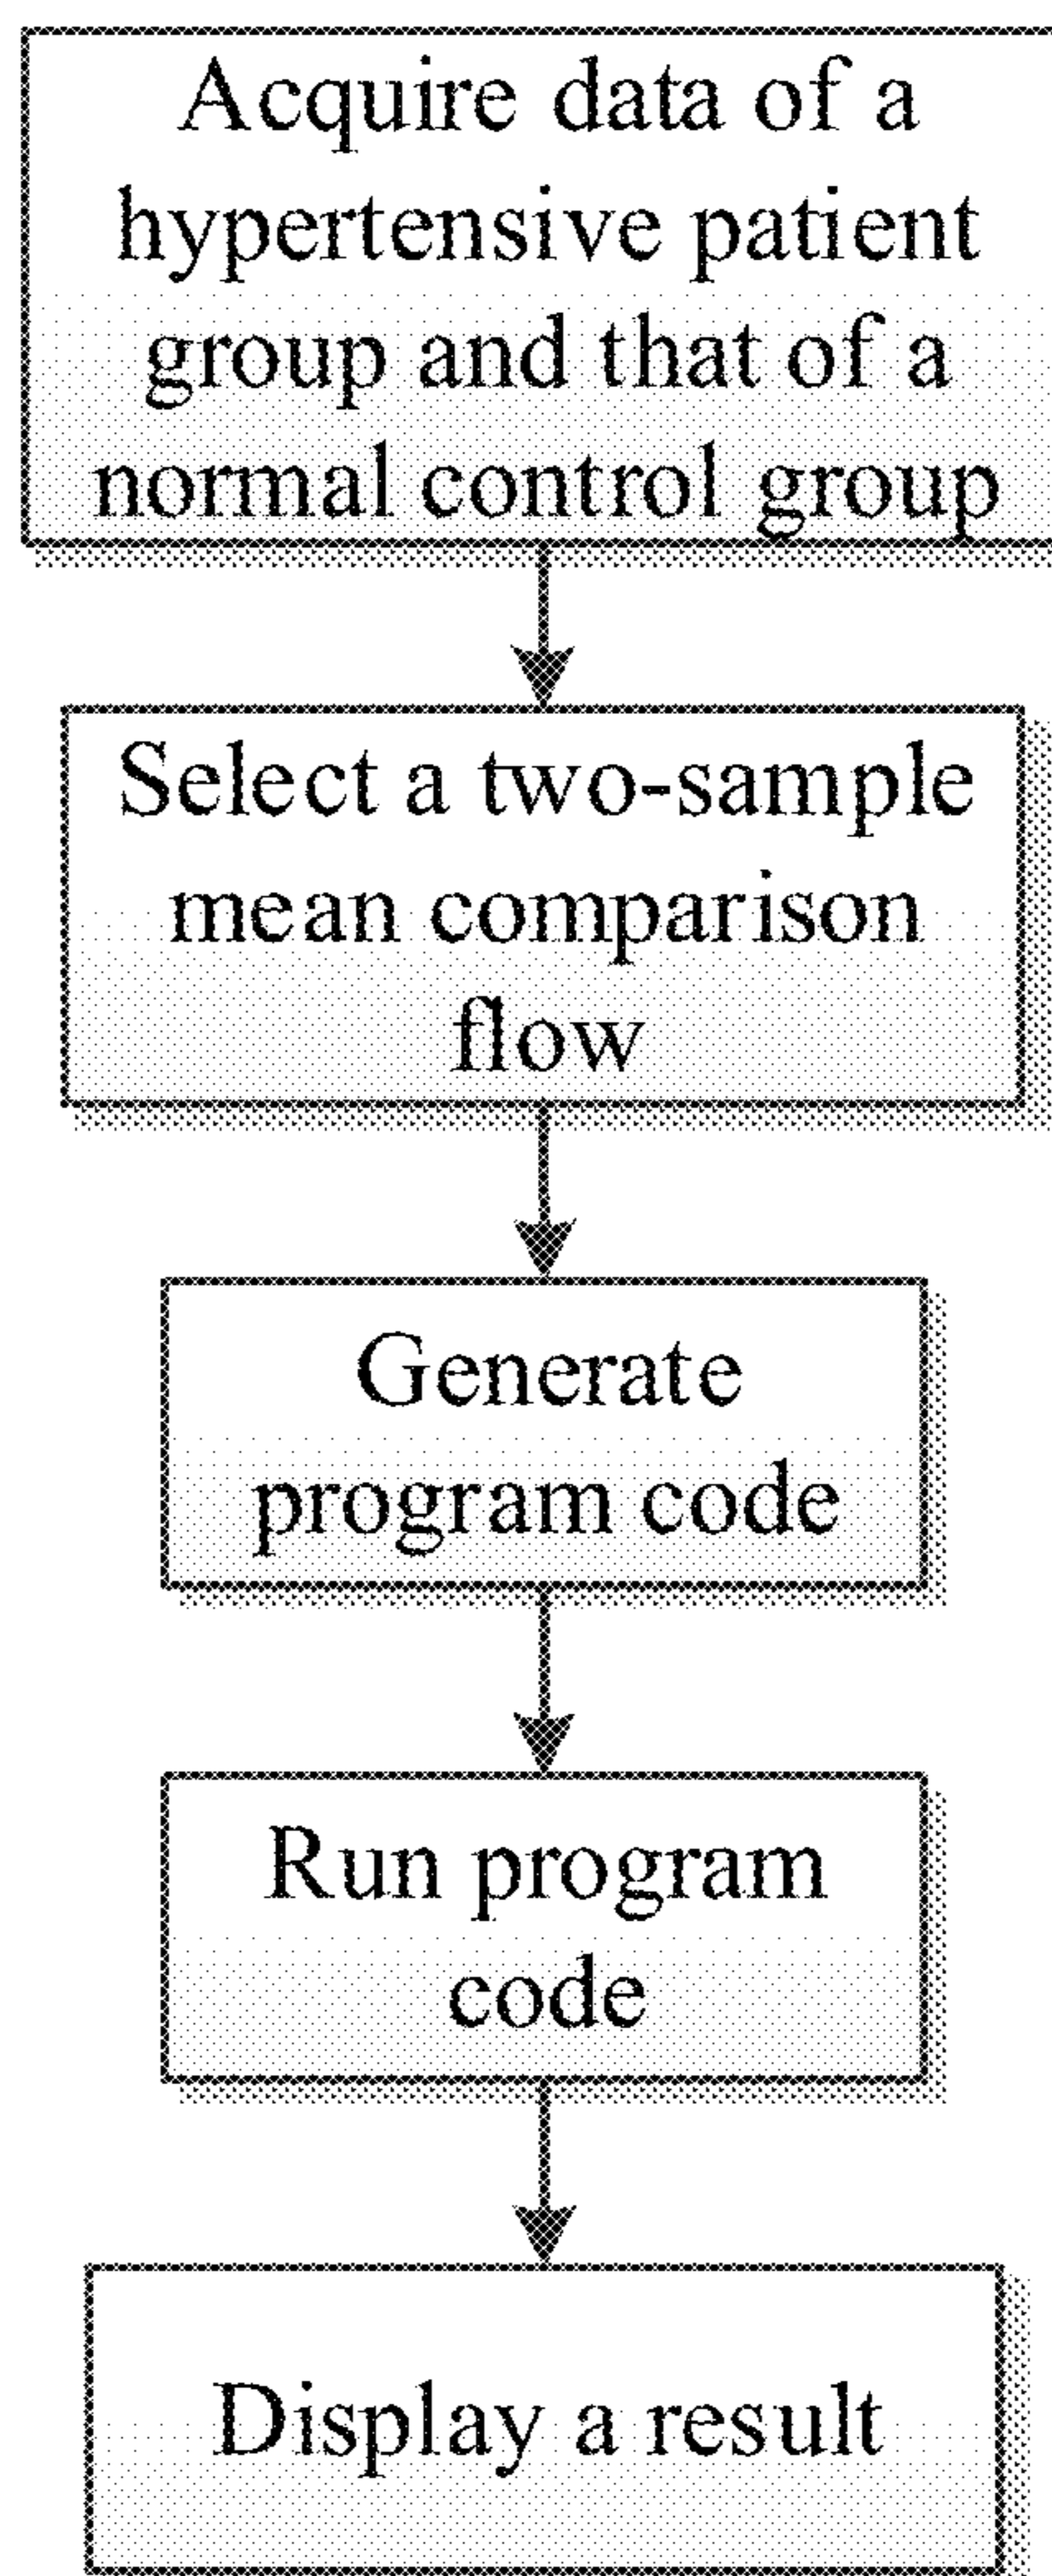 Acquire data of a
hypertensive patient
group and that of a
normal control group
Select a two-sample
mean comparison
flow
Generate
program code
Run program
code
Display a result